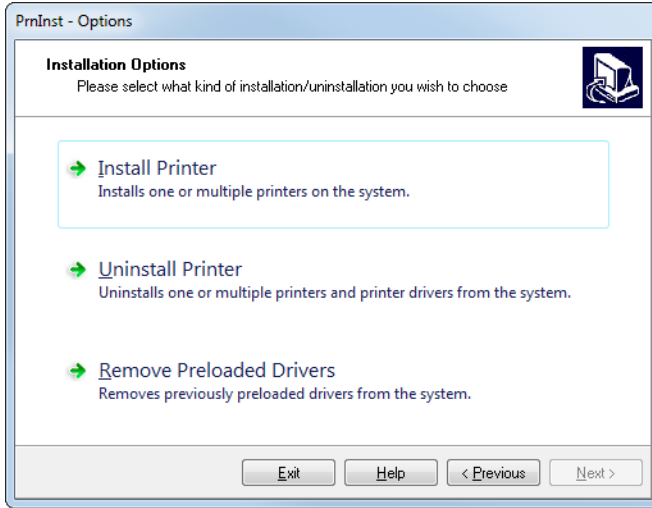 PrnInst - Options
Installation Options
Please select what kind of installation/uninstallation you wish to choose
Install Printer
Installs one or multiple printers on the system.
Uninstall Printer
Uninstalls one or multiple printers and printer drivers from the system.
Remove Preloaded Drivers
Removes previously preloaded drivers from the system.
Exit Help < Previous Next >